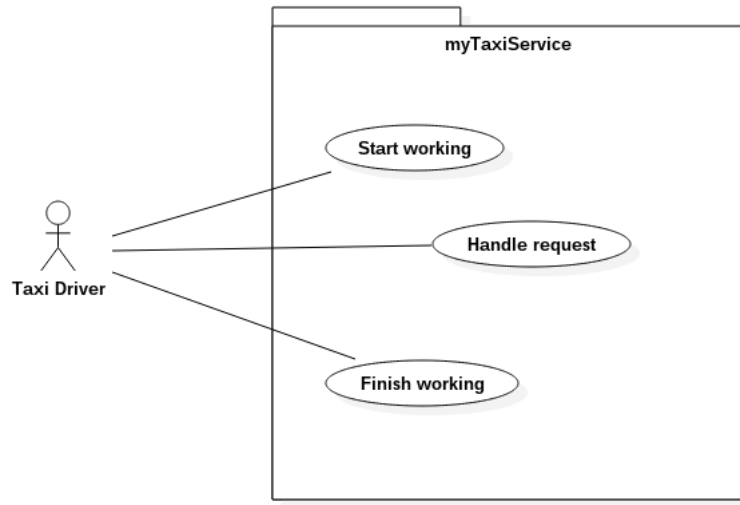 myTaxiService
Start working
Handle request
Taxi Driver
Finish working